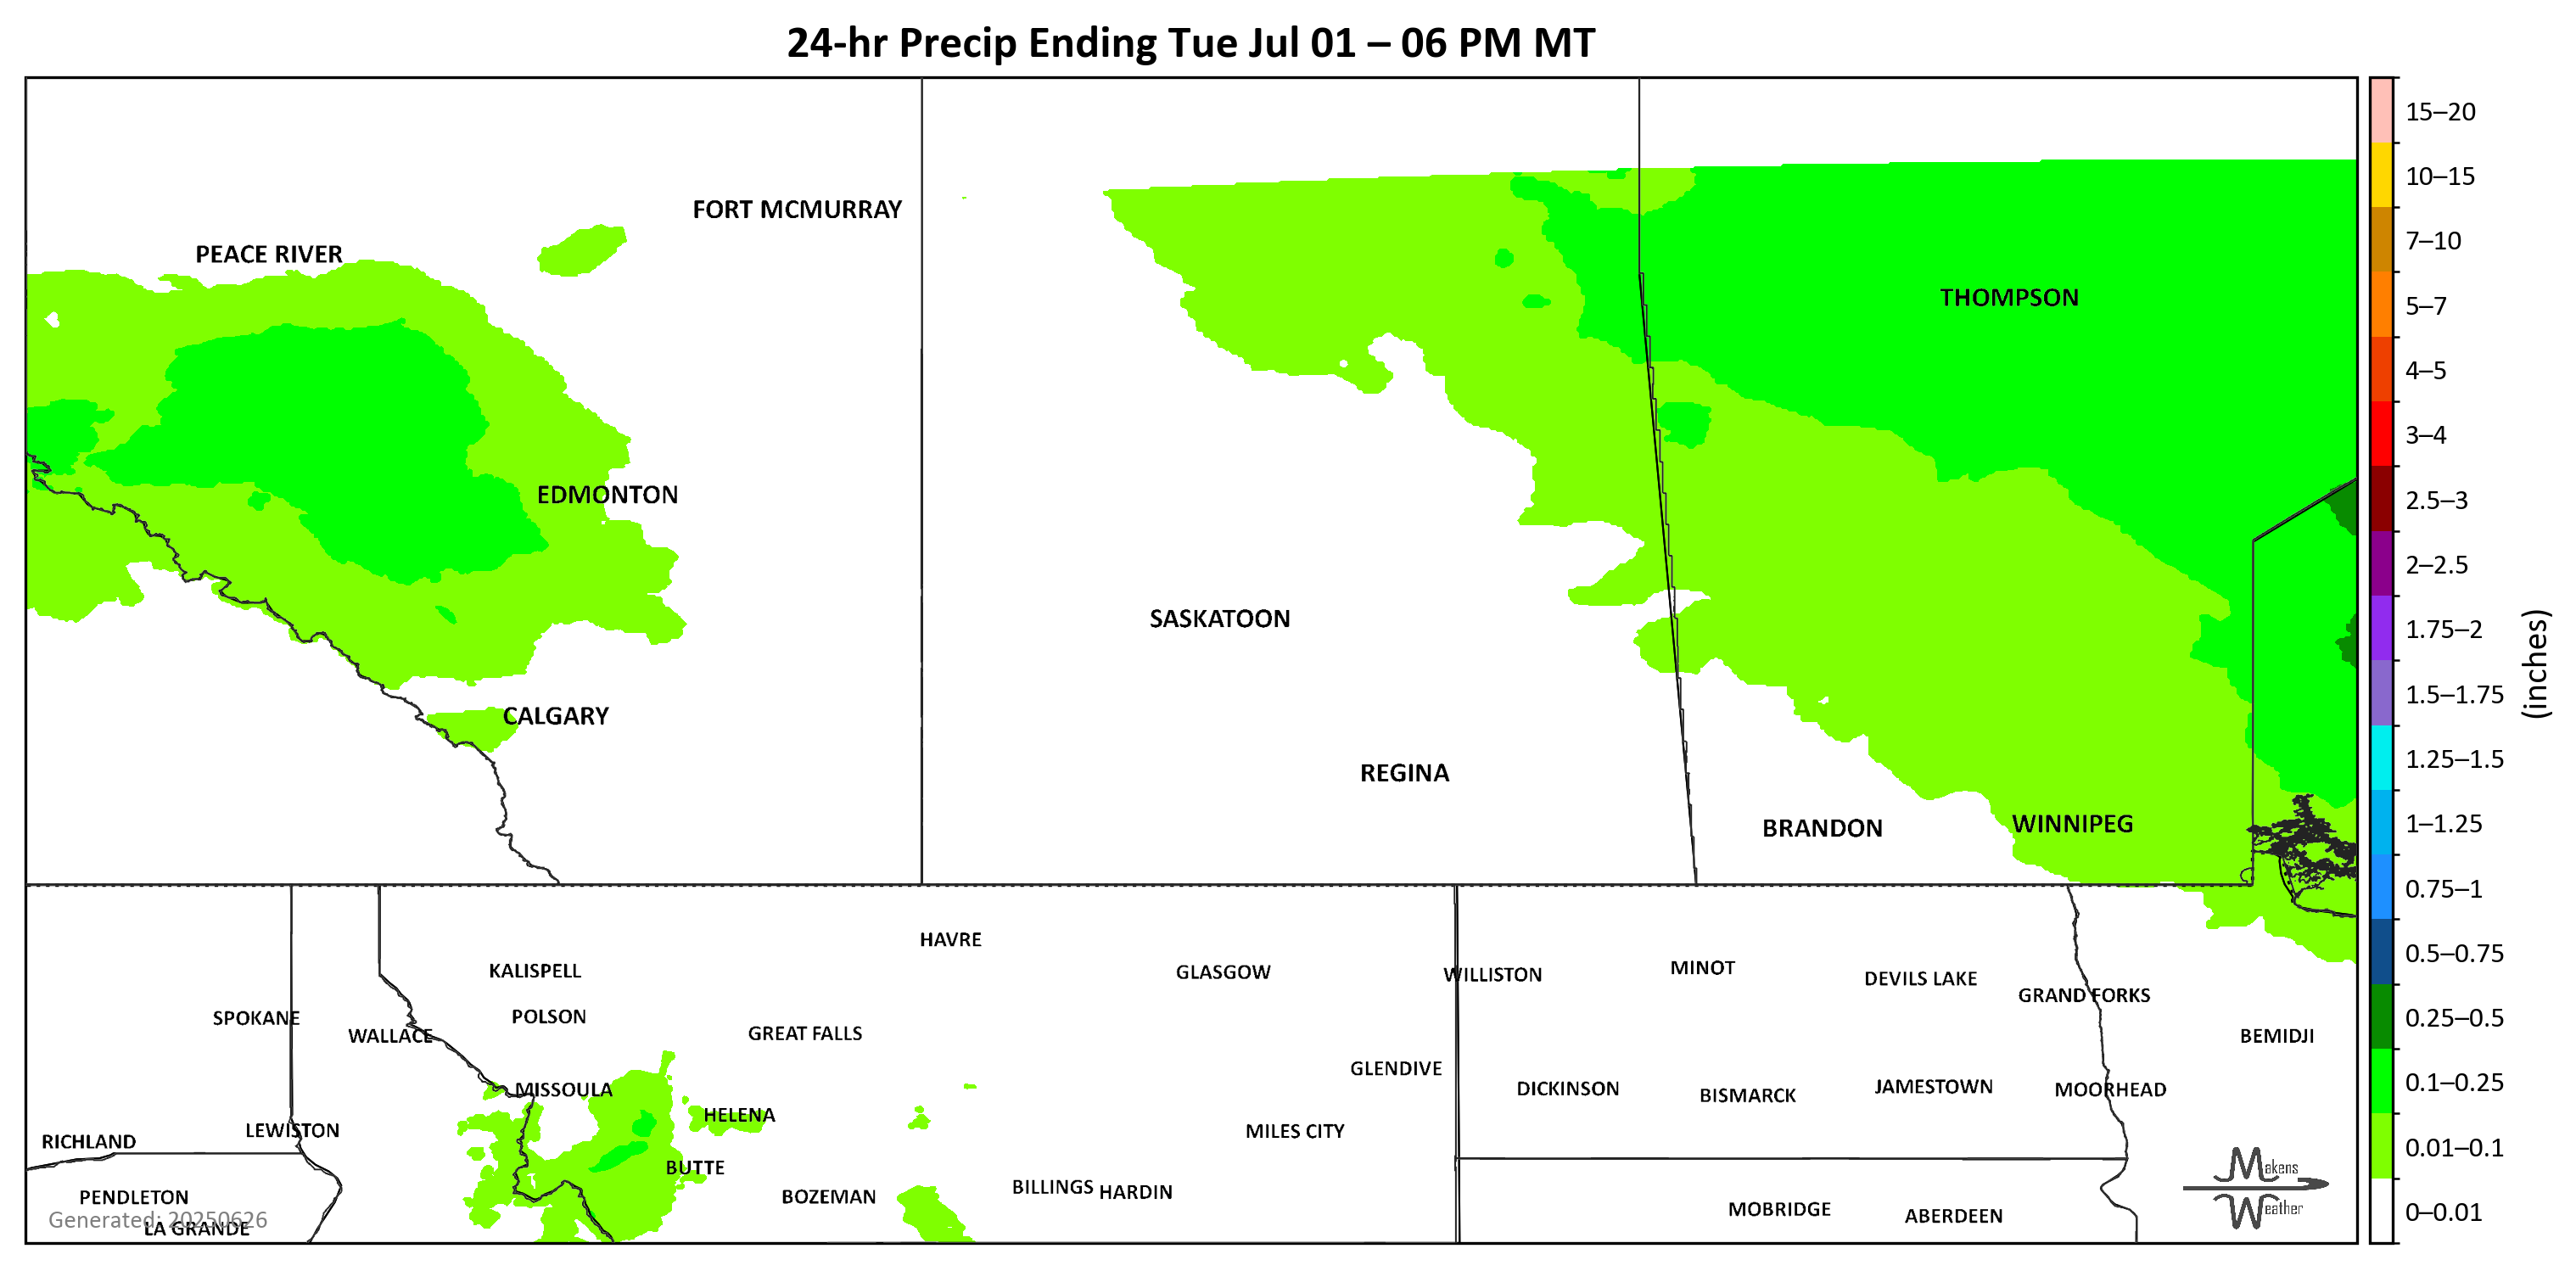 24-hr Precip Ending Tue Jul 01 – 06 PM MT
FORT MCMURRAY
PEACE RIVER
THOMPSON
EDMONTON
SASKATOON
CALGARY
REGINA
BRANDON
WINNIPEG
HAVRE
KALISPELL
GLASGOW
WILLISTON
MINOT
DEVILS LAKE
GRAND FORKS
SPOKANE
POLSON
WALLACE
GREAT FALLS
BEMIDJI
GLENDIVE
MISSOULA
DICKINSON
BISMARCK
JAMESTOWN
MOORHEAD
HELENA
RICHLAND
LEWISTON
MILES CITY
BUTTE
PENDLETON
BOZEMAN
BILLINGS
HARDIN
MOBRIDGE
ABERDEEN
Generated: 20250626
LA GRANDE
Makens
Weather
15–20
10–15
7–10
5–7
4–5
3–4
2.5–3
2–2.5
1.75–2
1.5–1.75
1.25–1.5
1–1.25
0.75–1
0.5–0.75
0.25–0.5
0.1–0.25
0.01–0.1
0–0.01
(inches)